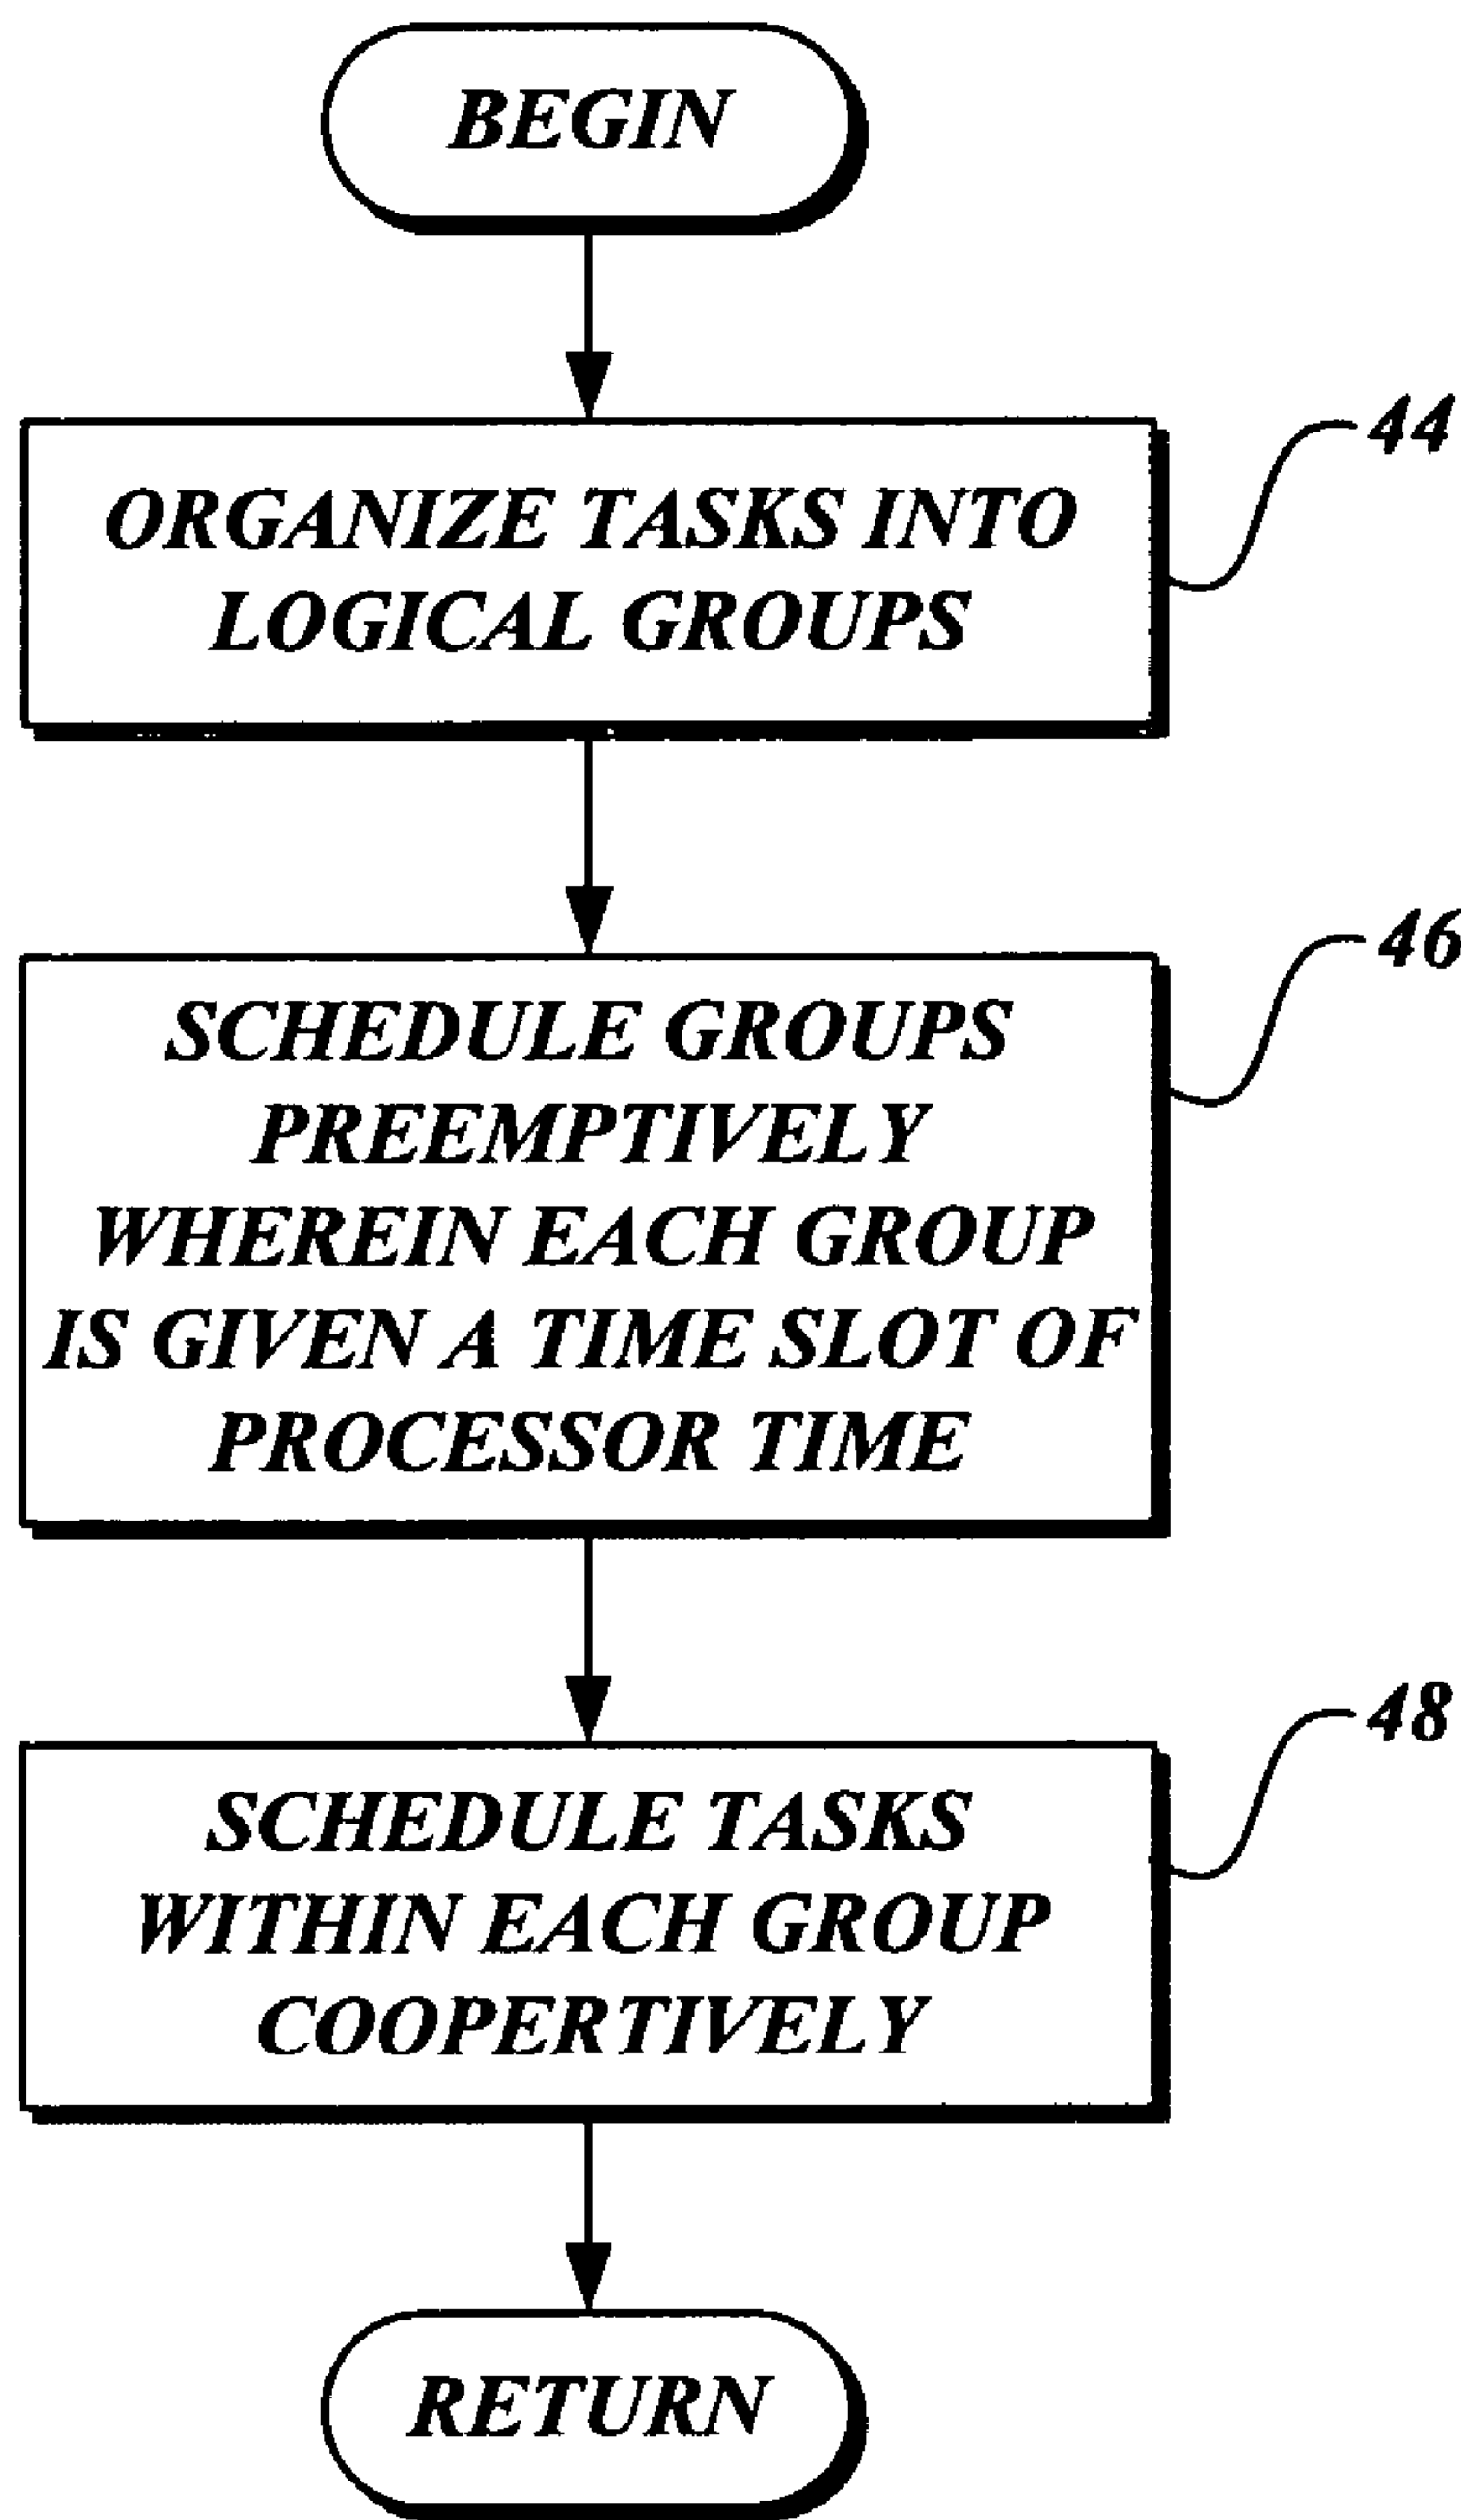 BEGIN
44
ORGANIZE TASKS INTO
LOGICAL GROUPS
46
SCHEDULE GROUPS
PREEMPTIVELY
WHEREIN EACH GROUP
IS GIVEN A TIME SLOT OF
PROCESSOR TIME
48
SCHEDULE TASKS
WITHIN EACH GROUP
COOPERTIVELY
RETURN